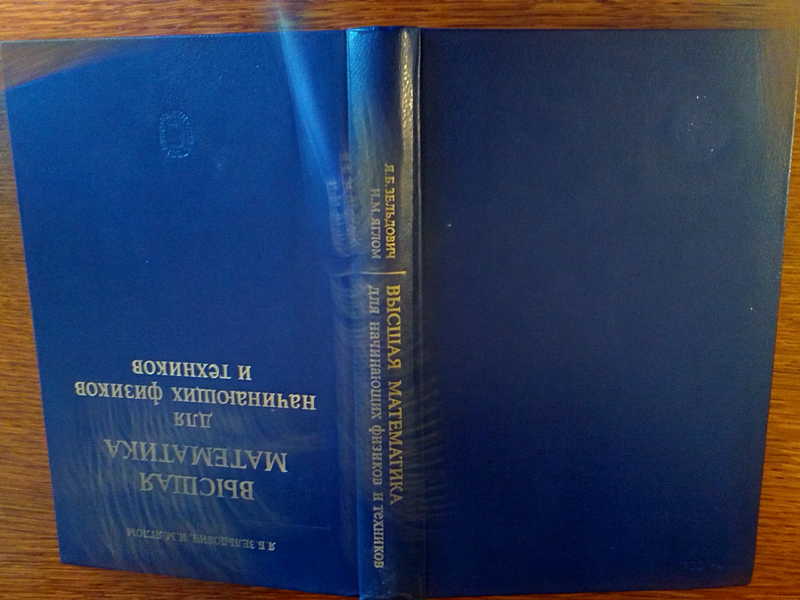 Я.Б. ЗЕЛЬДОВИЧ, И.М. ЯГЛОМ
ВЫСШАЯ
МАТЕМАТИКА
для
начинающих физиков
и техников
Я.Б. ЗЕЛЬДОВИЧ
И.М. ЯГЛОМ
ВЫСШАЯ МАТЕМАТИКА
для начинающих физиков и техников